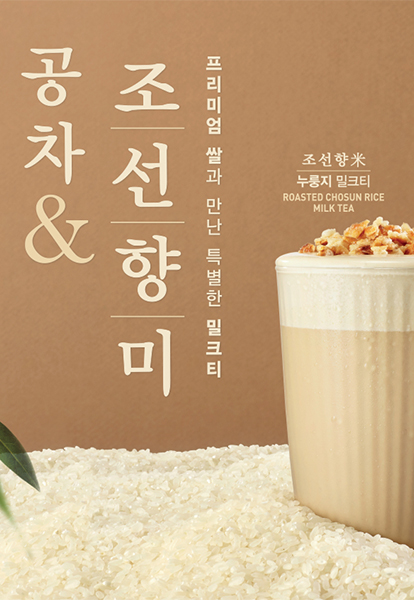 공차 &
조선향미
프리미엄 쌀과 만난 특별한 밀크티
조선향米
누룽지 밀크티
ROASTED CHOSUN RICE
MILK TEA